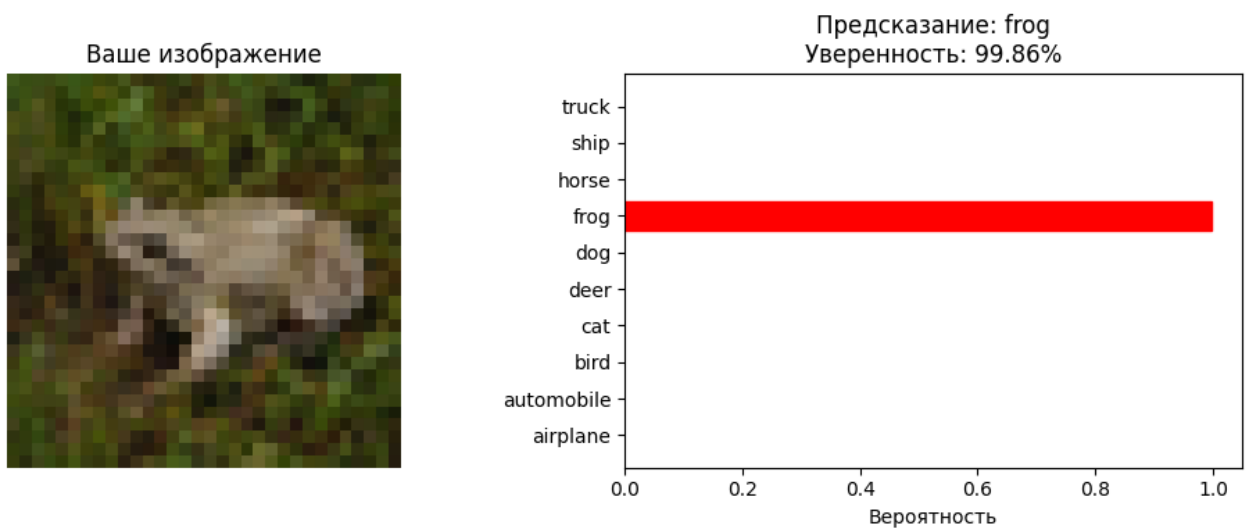 Ваше изображение
Предсказание: frog
Уверенность: 99.86%
truck
ship
horse
frog
dog
deer
cat
bird
automobile
airplane
0.0 0.2 0.4 0.6 0.8 1.0
Вероятность